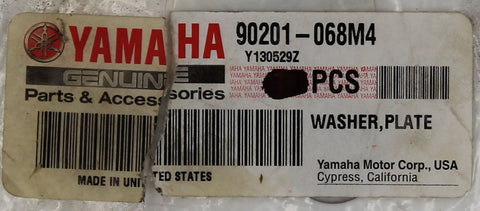 YAMAHA
GENUINE
Parts & Accessories
MADE IN UNITED STATES
90201-068M4
Y130529Z
PCS
WASHER,PLATE
Yamaha Motor Corp., USA
Cypress, California